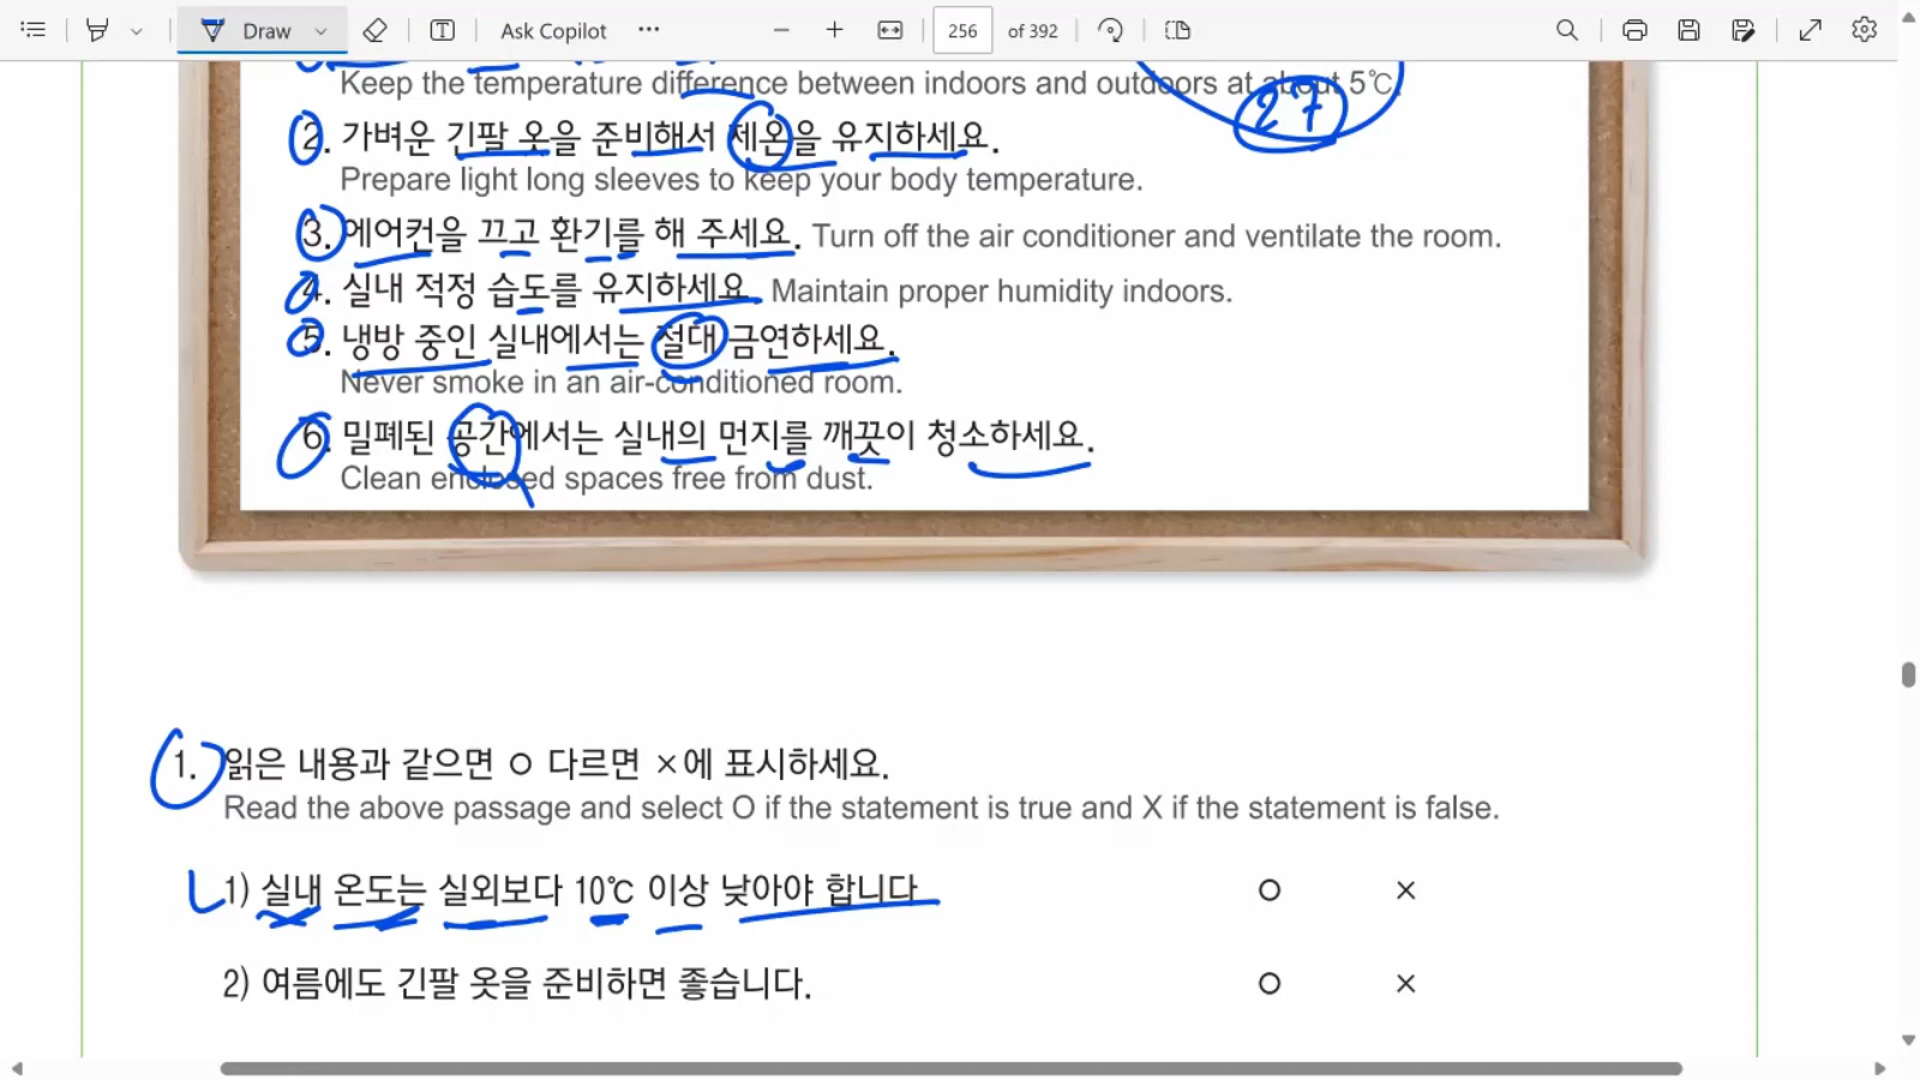 Draw
Ask Copilot
256 of 392
Keep the temperature difference between indoors and outdoors at about 5℃.
27
2. 가벼운 긴팔 옷을 준비해서 체온을 유지하세요.
Prepare light long sleeves to keep your body temperature.
3. 에어컨을 끄고 환기를 해 주세요. Turn off the air conditioner and ventilate the room.
4. 실내 적정 습도를 유지하세요. Maintain proper humidity indoors.
5. 냉방 중인 실내에서는 절대 금연하세요.
Never smoke in an air-conditioned room.
6. 밀폐된 공간에서는 실내의 먼지를 깨끗이 청소하세요.
Clean enclosed spaces free from dust.
1. 읽은 내용과 같으면 ○ 다르면 ×에 표시하세요.
Read the above passage and select O if the statement is true and X if the statement is false.
1) 실내 온도는 실외보다 10℃ 이상 낮아야 합니다 ○ ×
2) 여름에도 긴팔 옷을 준비하면 좋습니다. ○ ×